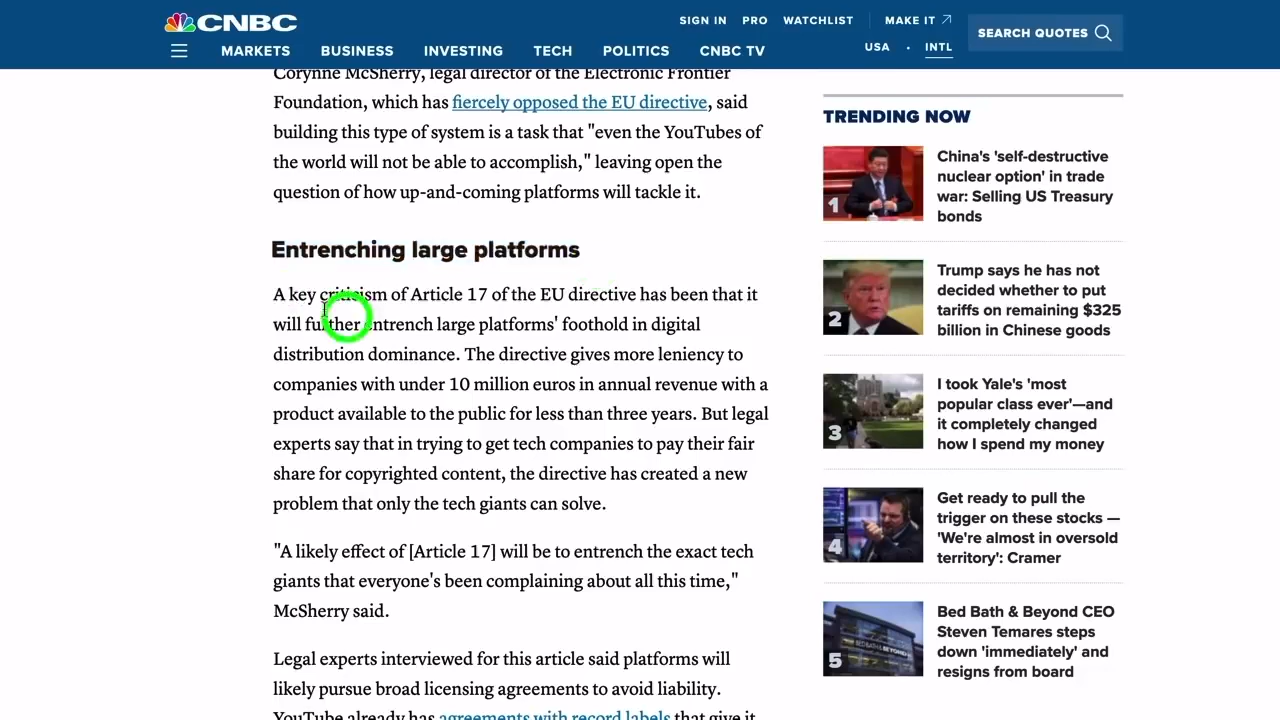 CNBC
SIGN IN PRO WATCHLIST MAKE IT
SEARCH QUOTES
USA • INTL
MARKETS BUSINESS INVESTING TECH POLITICS CNBC TV
Corynne McSherry, legal director of the Electronic Frontier
Foundation, which has fiercely opposed the EU directive, said
building this type of system is a task that "even the YouTubes of
the world will not be able to accomplish," leaving open the
question of how up-and-coming platforms will tackle it.
Entrenching large platforms
A key criticism of Article 17 of the EU directive has been that it
will further entrench large platforms' foothold in digital
distribution dominance. The directive gives more leniency to
companies with under 10 million euros in annual revenue with a
product available to the public for less than three years. But legal
experts say that in trying to get tech companies to pay their fair
share for copyrighted content, the directive has created a new
problem that only the tech giants can solve.
"A likely effect of [Article 17] will be to entrench the exact tech
giants that everyone's been complaining about all this time,"
McSherry said.
Legal experts interviewed for this article said platforms will
likely pursue broad licensing agreements to avoid liability.
YouTube already has agreements with record labels that give it
TRENDING NOW
1
China's 'self-destructive
nuclear option' in trade
war: Selling US Treasury
bonds
2
Trump says he has not
decided whether to put
tariffs on remaining $325
billion in Chinese goods
3
I took Yale's 'most
popular class ever'—and
it completely changed
how I spend my money
4
Get ready to pull the
trigger on these stocks —
'We're almost in oversold
territory': Cramer
5
BED BATH & BEYOND
Bed Bath & Beyond CEO
Steven Temares steps
down 'immediately' and
resigns from board